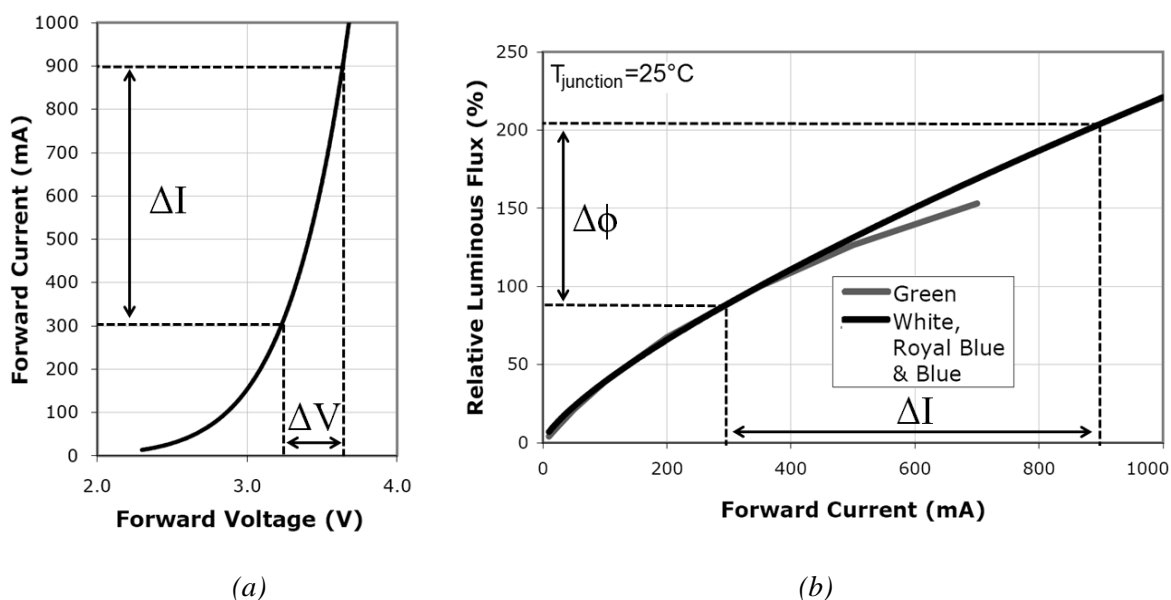 1000
900
800
700
600
500
400
300
200
100
0
Forward Current (mA)
ΔI
ΔV
2.0 3.0 4.0
Forward Voltage (V)
(a)
250
200
150
100
50
0
Relative Luminous Flux (%)
Tjunction=25°C
Δϕ
Green
White,
Royal Blue
& Blue
ΔI
0 200 400 600 800 1000
Forward Current (mA)
(b)